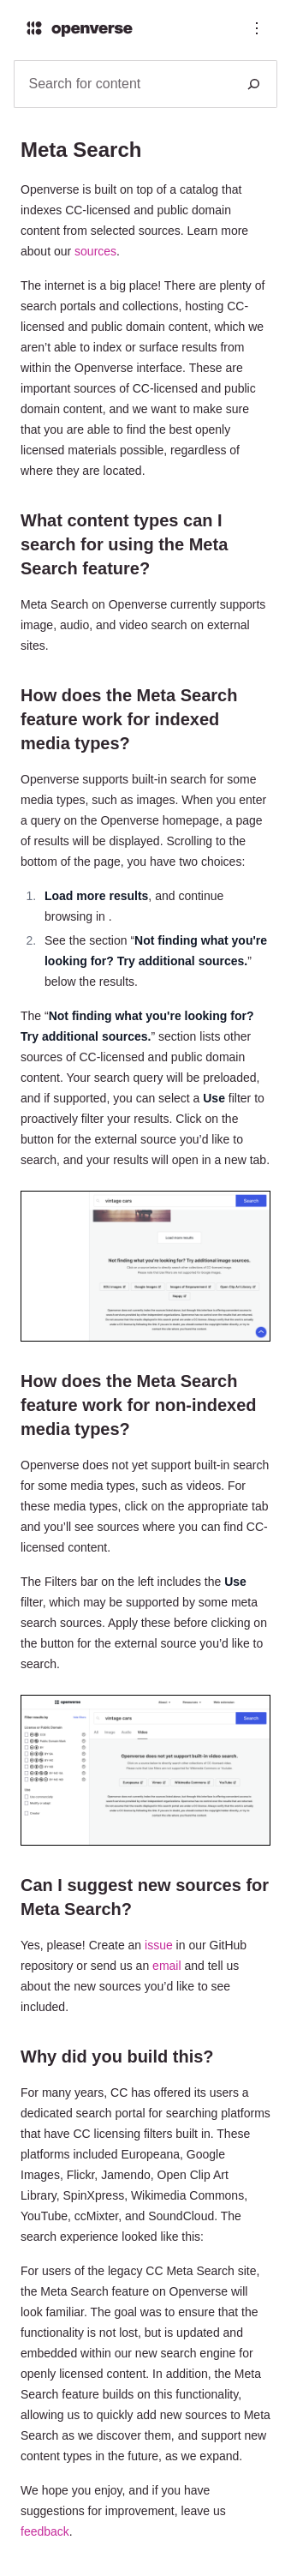 openverse
Search for content
Meta Search
Openverse is built on top of a catalog that
indexes CC-licensed and public domain
content from selected sources. Learn more
about our sources.
The internet is a big place! There are plenty of
search portals and collections, hosting CC-
licensed and public domain content, which we
aren’t able to index or surface results from
within the Openverse interface. These are
important sources of CC-licensed and public
domain content, and we want to make sure
that you are able to find the best openly
licensed materials possible, regardless of
where they are located.
What content types can I
search for using the Meta
Search feature?
Meta Search on Openverse currently supports
image, audio, and video search on external
sites.
How does the Meta Search
feature work for indexed
media types?
Openverse supports built-in search for some
media types, such as images. When you enter
a query on the Openverse homepage, a page
of results will be displayed. Scrolling to the
bottom of the page, you have two choices:
1. Load more results, and continue
browsing in .
2. See the section “Not finding what you're
looking for? Try additional sources.”
below the results.
The “Not finding what you're looking for?
Try additional sources.” section lists other
sources of CC-licensed and public domain
content. Your search query will be preloaded,
and if supported, you can select a Use filter to
proactively filter your results. Click on the
button for the external source you’d like to
search, and your results will open in a new tab.
vintage cars
Search
Load more results
Not finding what you're looking for? Try additional image sources.
How does the Meta Search
feature work for non-indexed
media types?
Openverse does not yet support built-in search
for some media types, such as videos. For
these media types, click on the appropriate tab
and you’ll see sources where you can find CC-
licensed content.
The Filters bar on the left includes the Use
filter, which may be supported by some meta
search sources. Apply these before clicking on
the button for the external source you’d like to
search.
openverse
vintage cars
Search
All Image Audio Video
Openverse does not yet support built-in video search.
Can I suggest new sources for
Meta Search?
Yes, please! Create an issue in our GitHub
repository or send us an email and tell us
about the new sources you’d like to see
included.
Why did you build this?
For many years, CC has offered its users a
dedicated search portal for searching platforms
that have CC licensing filters built in. These
platforms included Europeana, Google
Images, Flickr, Jamendo, Open Clip Art
Library, SpinXpress, Wikimedia Commons,
YouTube, ccMixter, and SoundCloud. The
search experience looked like this:
For users of the legacy CC Meta Search site,
the Meta Search feature on Openverse will
look familiar. The goal was to ensure that the
functionality is not lost, but is updated and
embedded within our new search engine for
openly licensed content. In addition, the Meta
Search feature builds on this functionality,
allowing us to quickly add new sources to Meta
Search as we discover them, and support new
content types in the future, as we expand.
We hope you enjoy, and if you have
suggestions for improvement, leave us
feedback.